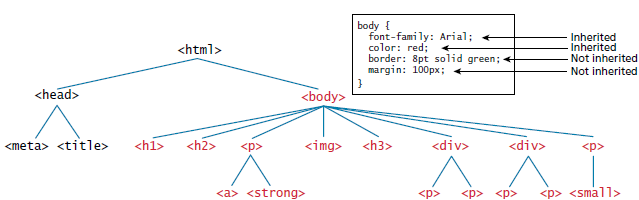 body {
font-family: Arial; Inherited
color: red; Inherited
border: 8pt solid green; Not inherited
margin: 100px; Not inherited
}
<html>
<head> <body>
<meta> <title> <h1> <h2> <p> <img> <h3> <div> <div> <p>
<a> <strong> <p> <p> <p> <p> <small>